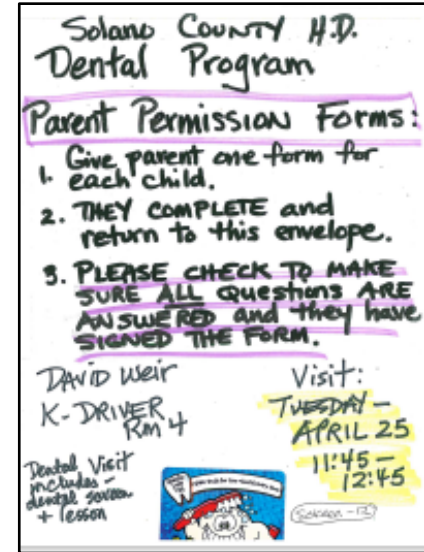 Solano County H.D.
Dental Program
Parent Permission Forms:
1. Give parent one form for
each child.
2. THEY COMPLETE and
return to this envelope.
3. PLEASE CHECK TO MAKE
SURE ALL Questions ARE
ANSWERED and they have
SIGNED THE FORM.
DAVID Weir
K-DRIVER
Rm 4
Dental Visit
includes -
dental screen
+ lesson
Visit:
TUESDAY -
APRIL 25
11:45 -
12:45